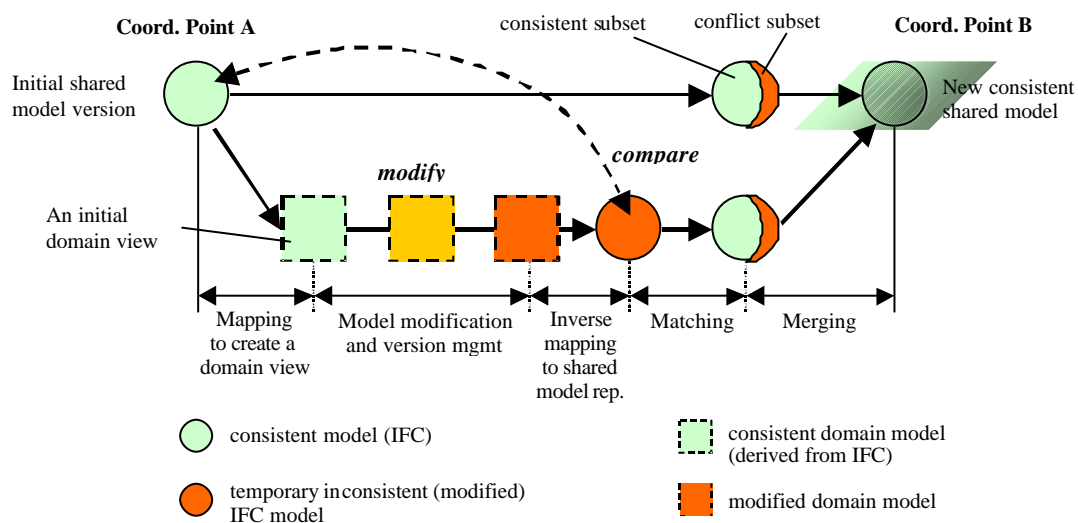 Coord. Point A
consistent subset
conflict subset
Coord. Point B
Initial shared
model version
New consistent
shared model
compare
modify
An initial
domain view
Mapping
to create a
domain view
Model modification
and version mgmt
Inverse
mapping
to shared
model rep.
Matching
Merging
consistent model (IFC)
consistent domain model
(derived from IFC)
temporary inconsistent (modified)
IFC model
modified domain model